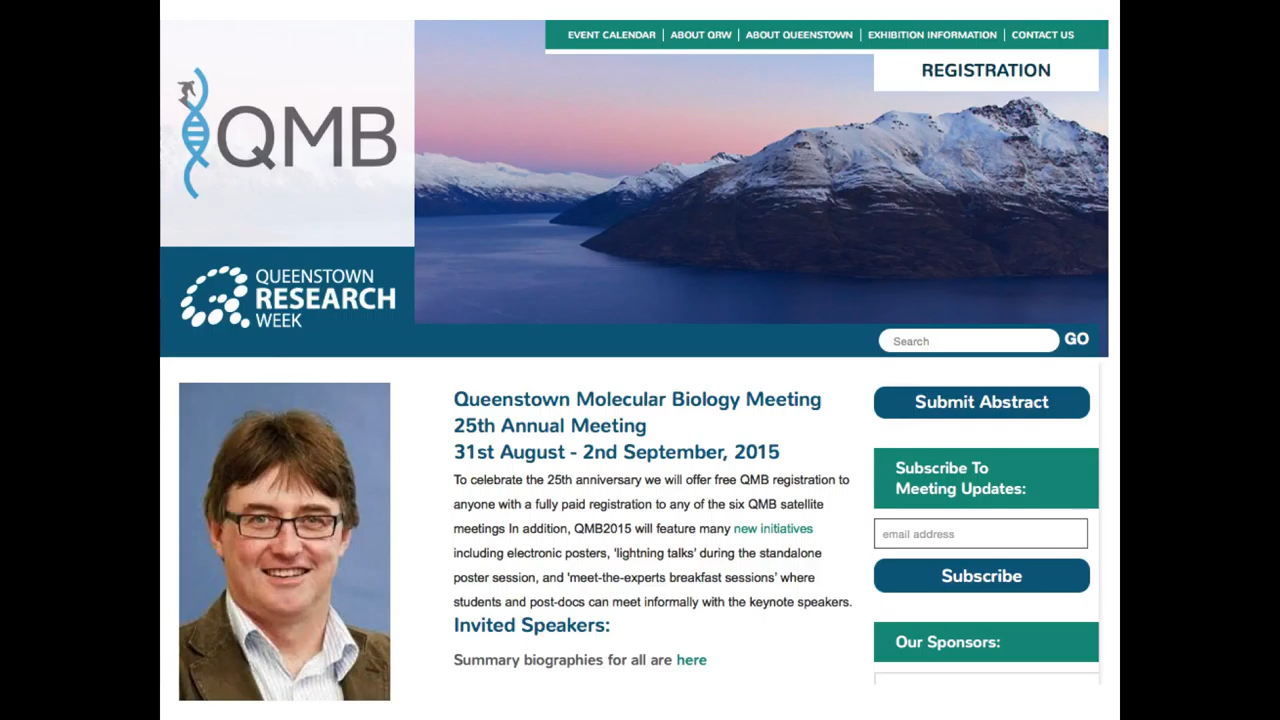 EVENT CALENDAR | ABOUT QRW | ABOUT QUEENSTOWN | EXHIBITION INFORMATION | CONTACT US
REGISTRATION
QMB
QUEENSTOWN
RESEARCH
WEEK
Search
GO
Queenstown Molecular Biology Meeting
25th Annual Meeting
31st August - 2nd September, 2015
To celebrate the 25th anniversary we will offer free QMB registration to
anyone with a fully paid registration to any of the six QMB satellite
meetings In addition, QMB2015 will feature many new initiatives
including electronic posters, 'lightning talks' during the standalone
poster session, and 'meet-the-experts breakfast sessions' where
students and post-docs can meet informally with the keynote speakers.
Invited Speakers:
Summary biographies for all are here
Submit Abstract
Subscribe To
Meeting Updates:
email address
Subscribe
Our Sponsors: